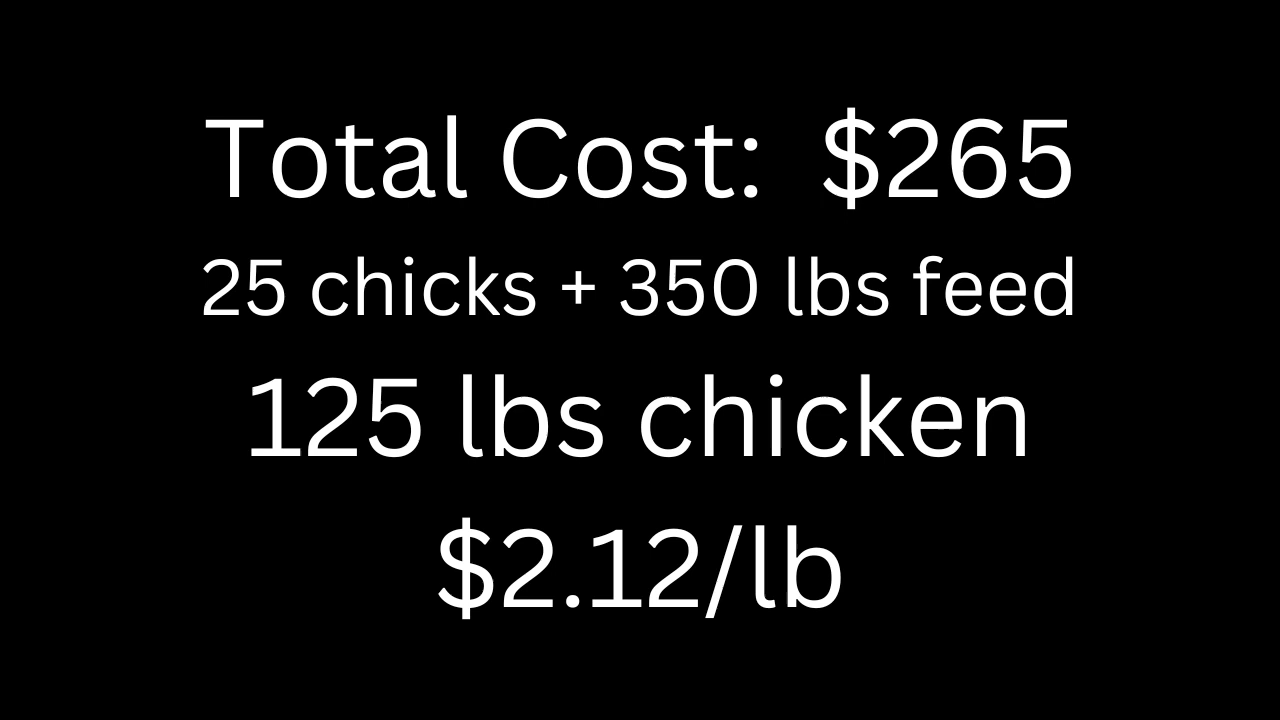 Total Cost:  $265
25 chicks + 350 lbs feed
125 lbs chicken
$2.12/lb